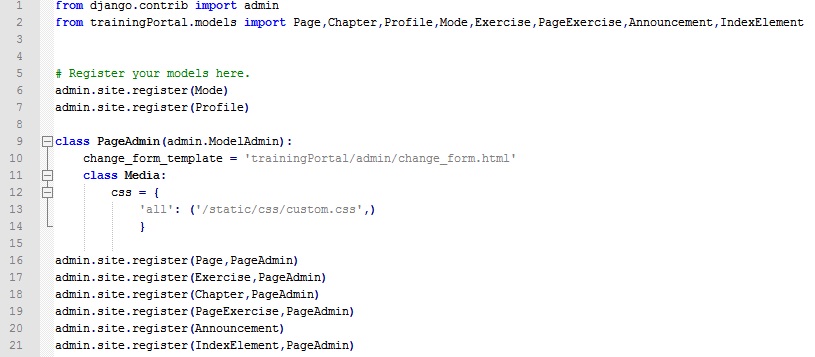 1 from django.contrib import admin
2 from trainingPortal.models import Page,Chapter,Profile,Mode,Exercise,PageExercise,Announcement,IndexElement
3
4
5 # Register your models here.
6 admin.site.register(Mode)
7 admin.site.register(Profile)
8
9 class PageAdmin(admin.ModelAdmin):
10     change_form_template = 'trainingPortal/admin/change_form.html'
11     class Media:
12         css = {
13             'all': ('/static/css/custom.css',)
14             }
15
16 admin.site.register(Page,PageAdmin)
17 admin.site.register(Exercise,PageAdmin)
18 admin.site.register(Chapter,PageAdmin)
19 admin.site.register(PageExercise,PageAdmin)
20 admin.site.register(Announcement)
21 admin.site.register(IndexElement,PageAdmin)